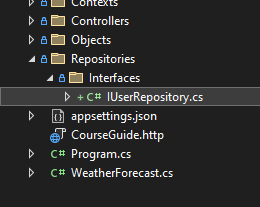 Contexts
Controllers
Objects
Repositories
Interfaces
+ C# IUserRepository.cs
appsettings.json
CourseGuide.http
C# Program.cs
C# WeatherForecast.cs